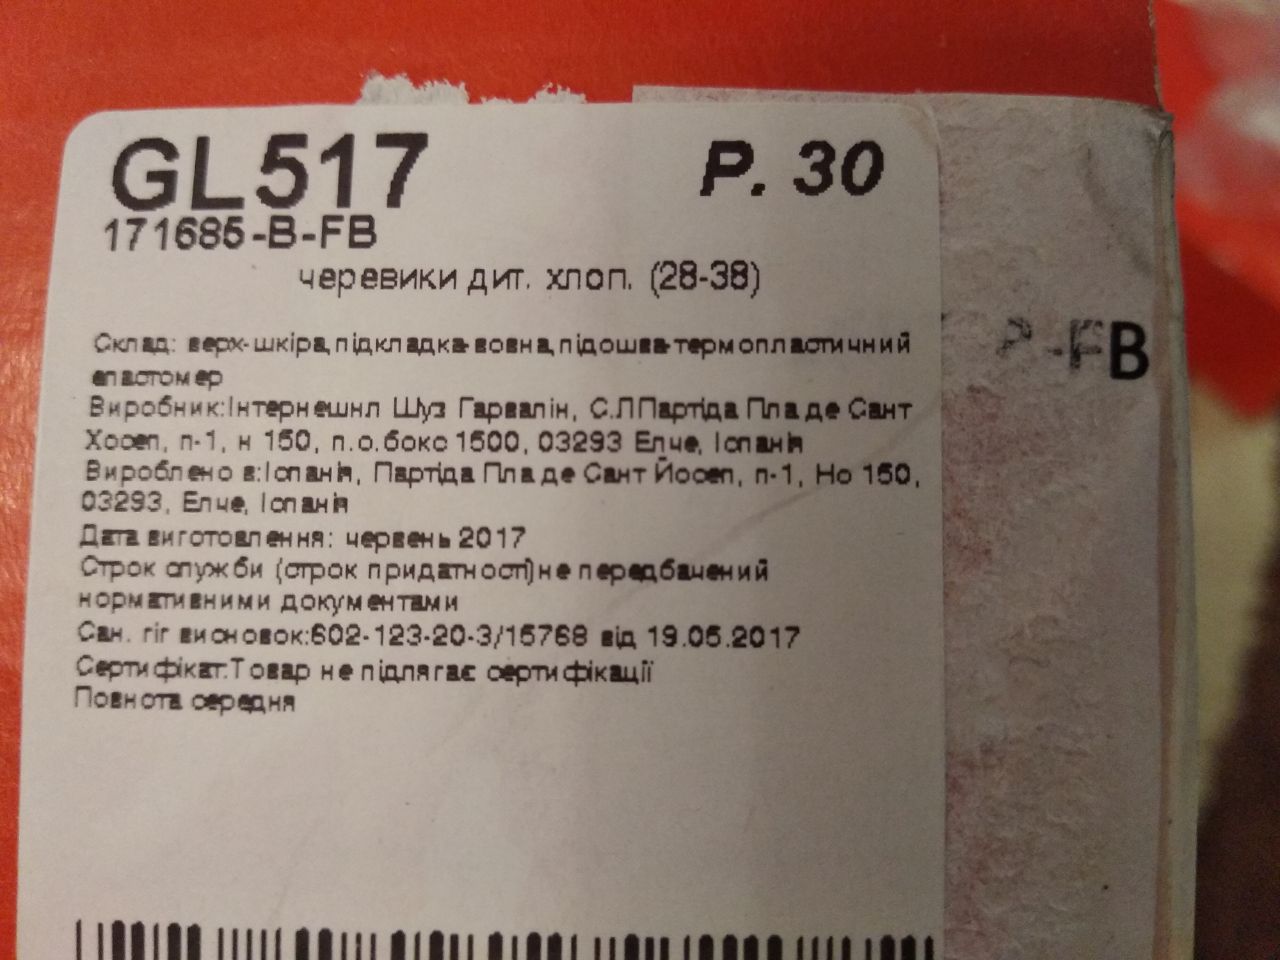 GL517
P. 30
171685-B-FB
черевики дит. хлоп. (28-38)
Склад: верх-шкіра,підкладка-вовна,підошва-термопластичний
еластомер
Виробник:Інтернешнл Шуз Гарвалін, С.Л Партіда Пла де Сант
Хосеп, п-1, н 150, п.о.бокс 1500, 03293 Елче, Іспанія
Вироблено в:Іспанія, Партіда Пла де Сант Йосеп, п-1, Но 150,
03293, Елче, Іспанія
Дата виготовлення: червень 2017
Строк служби (строк придатності)не передбачений
нормативними документами
Сан. гіг висновок:602-123-20-3/15768 від 19.05.2017
Сертифікат:Товар не підлягає сертифікації
Повнота середня
-FB